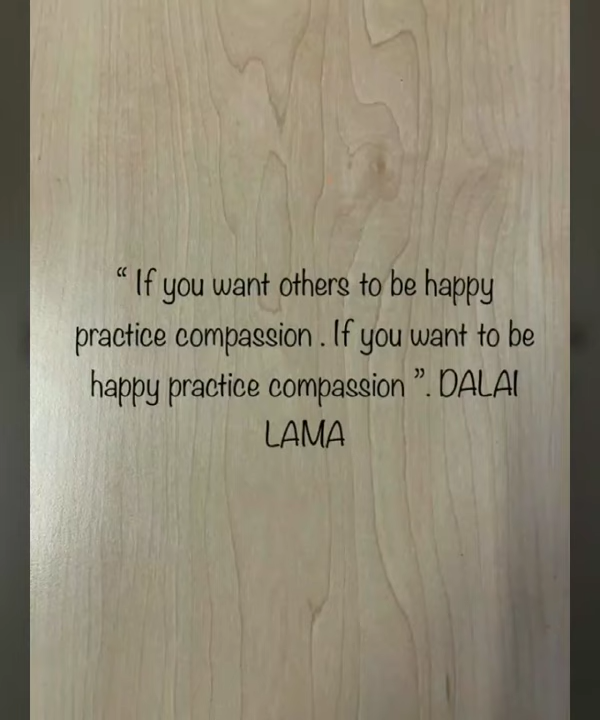 “ If you want others to be happy
practice compassion . If you want to be
happy practice compassion ”. DALAI
LAMA